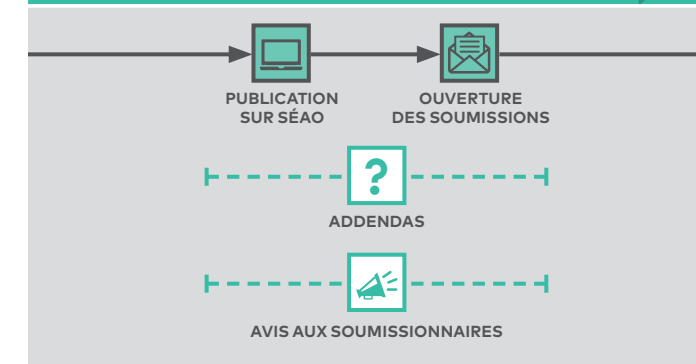 PUBLICATION
SUR SÉAO
OUVERTURE
DES SOUMISSIONS
?
ADDENDAS
AVIS AUX SOUMISSIONNAIRES